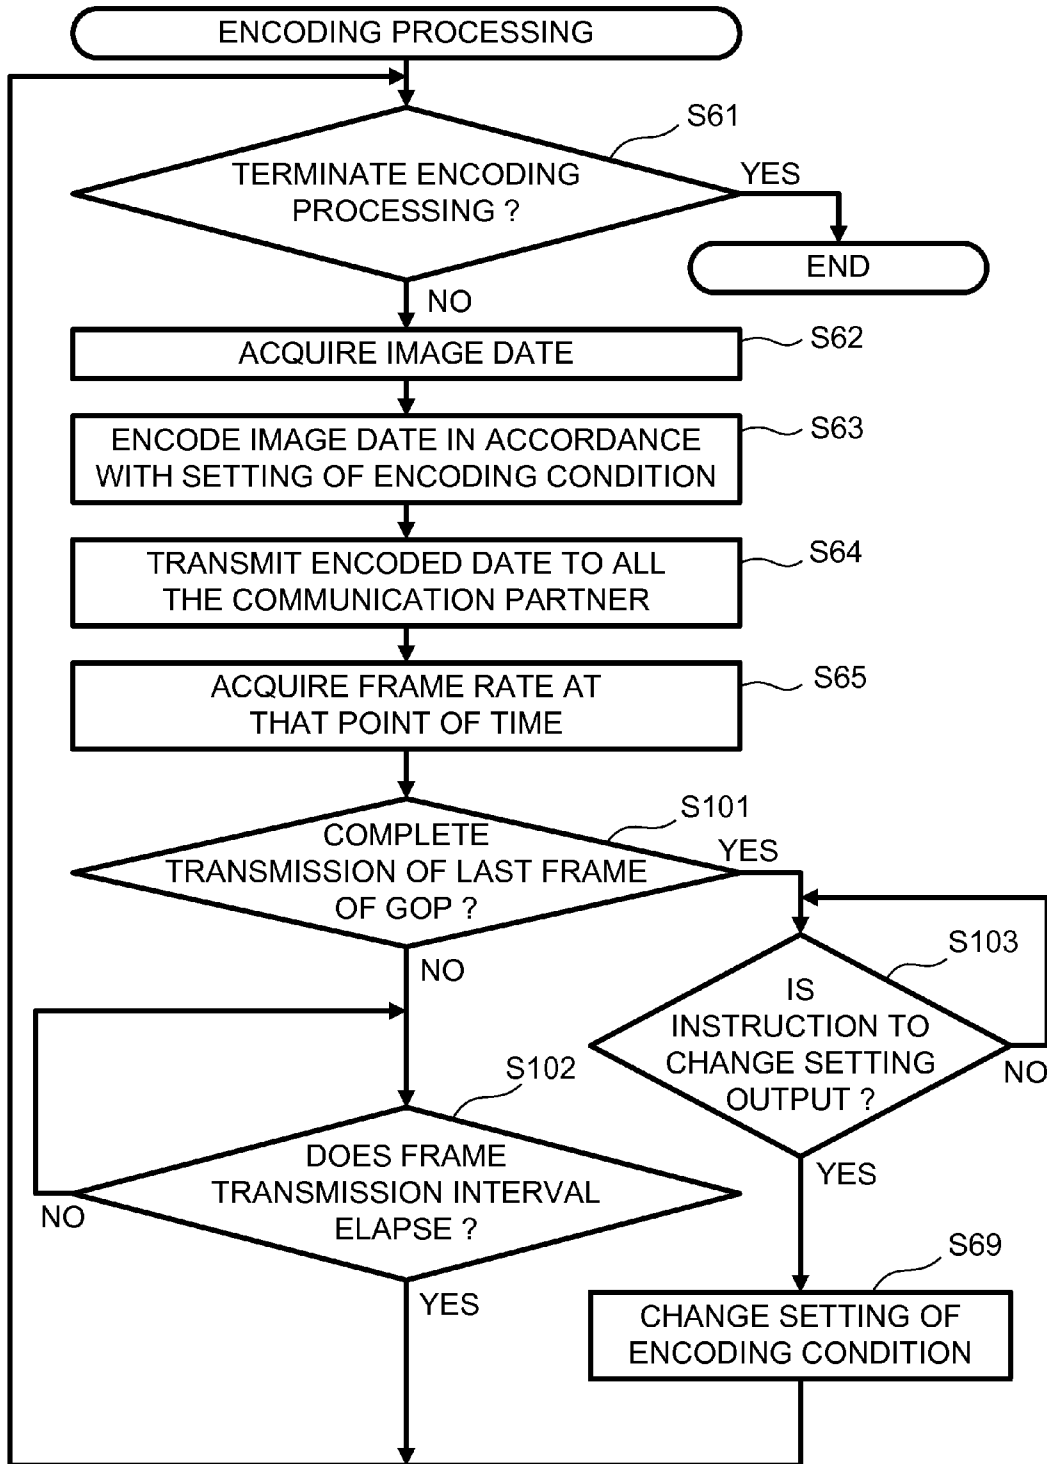 ENCODING PROCESSING
S61
TERMINATE ENCODING
PROCESSING ?
YES
END
NO
S62
ACQUIRE IMAGE DATE
S63
ENCODE IMAGE DATE IN ACCORDANCE
WITH SETTING OF ENCODING CONDITION
S64
TRANSMIT ENCODED DATE TO ALL
THE COMMUNICATION PARTNER
S65
ACQUIRE FRAME RATE AT
THAT POINT OF TIME
S101
COMPLETE
TRANSMISSION OF LAST FRAME
OF GOP ?
YES
NO
S103
IS
INSTRUCTION TO
CHANGE SETTING
OUTPUT ?
NO
YES
S102
DOES FRAME
TRANSMISSION INTERVAL
ELAPSE ?
NO
YES
S69
CHANGE SETTING OF
ENCODING CONDITION